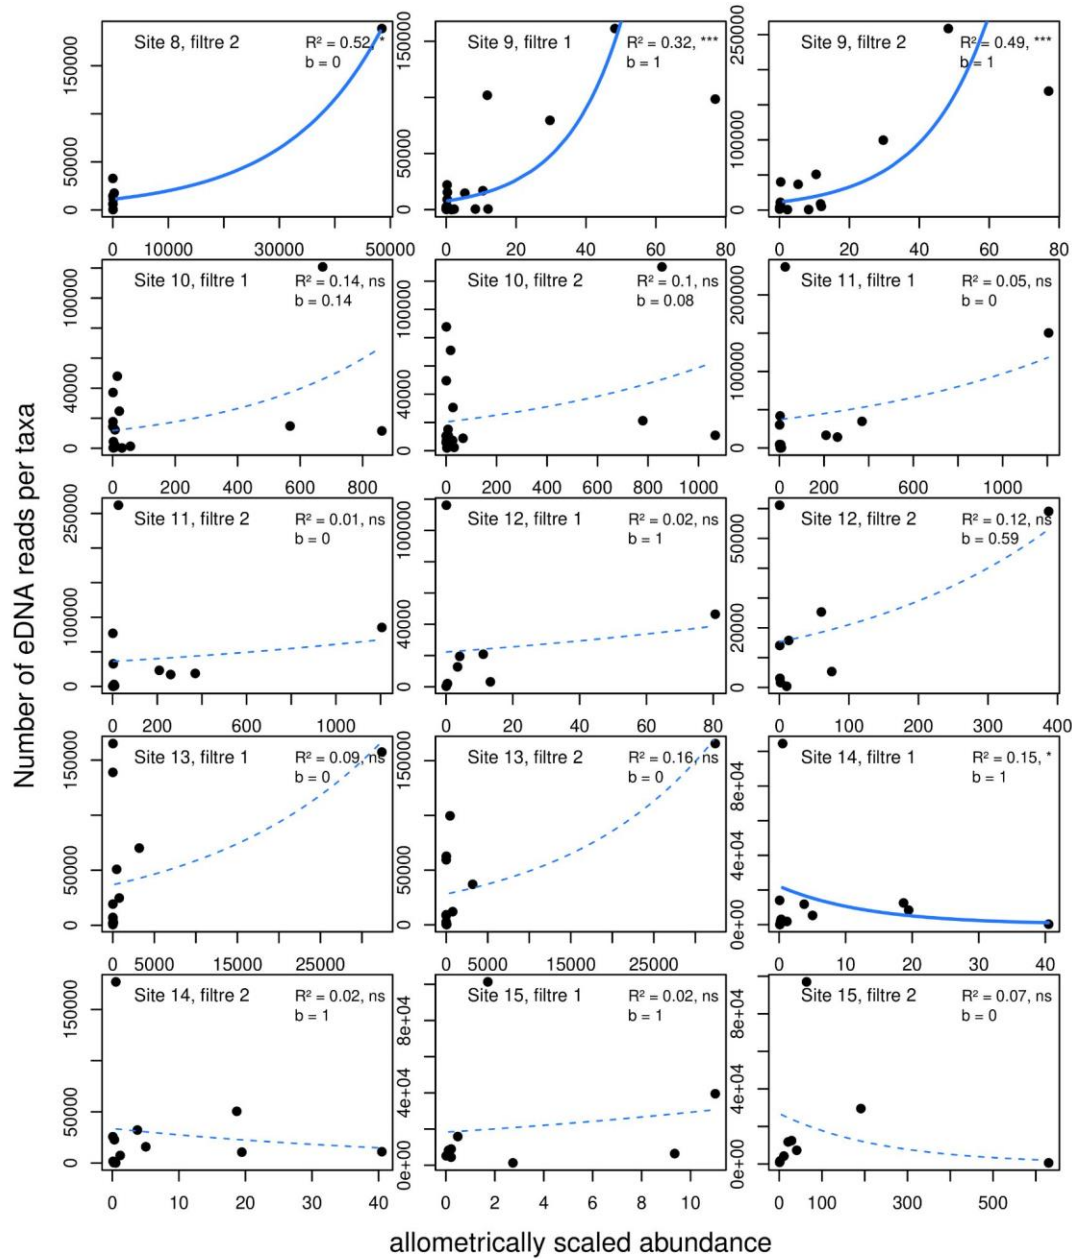 Number of eDNA reads per taxa
Site 8, filtre 2
R² = 0.52, *
b = 0
0 50000 150000
0 10000 30000 50000
Site 9, filtre 1
R² = 0.32, ***
b = 1
0 50000 150000
0 20 40 60 80
Site 9, filtre 2
R² = 0.49, ***
b = 1
0 100000 250000
0 20 40 60 80
Site 10, filtre 1
R² = 0.14, ns
b = 0.14
0 40000 100000
0 200 400 600 800
Site 10, filtre 2
R² = 0.1, ns
b = 0.08
0 40000 100000
0 200 400 600 800 1000
Site 11, filtre 1
R² = 0.05, ns
b = 0
0 100000 200000
0 200 600 1000
Site 11, filtre 2
R² = 0.01, ns
b = 0
0 100000 250000
0 200 600 1000
Site 12, filtre 1
R² = 0.02, ns
b = 1
0 40000 100000
0 20 40 60 80
Site 12, filtre 2
R² = 0.12, ns
b = 0.59
0 20000 50000
0 100 200 300 400
Site 13, filtre 1
R² = 0.09, ns
b = 0
0 50000 150000
0 5000 15000 25000
Site 13, filtre 2
R² = 0.16, ns
b = 0
0 50000 150000
0 5000 15000 25000
Site 14, filtre 1
R² = 0.15, *
b = 1
0e+00 4e+04 8e+04
0 10 20 30 40
Site 14, filtre 2
R² = 0.02, ns
b = 1
0 50000 150000
0 10 20 30 40
Site 15, filtre 1
R² = 0.02, ns
b = 1
0e+00 4e+04 8e+04
0 2 4 6 8 10
Site 15, filtre 2
R² = 0.07, ns
b = 0
0e+00 4e+04 8e+04
0 100 300 500
allometrically scaled abundance